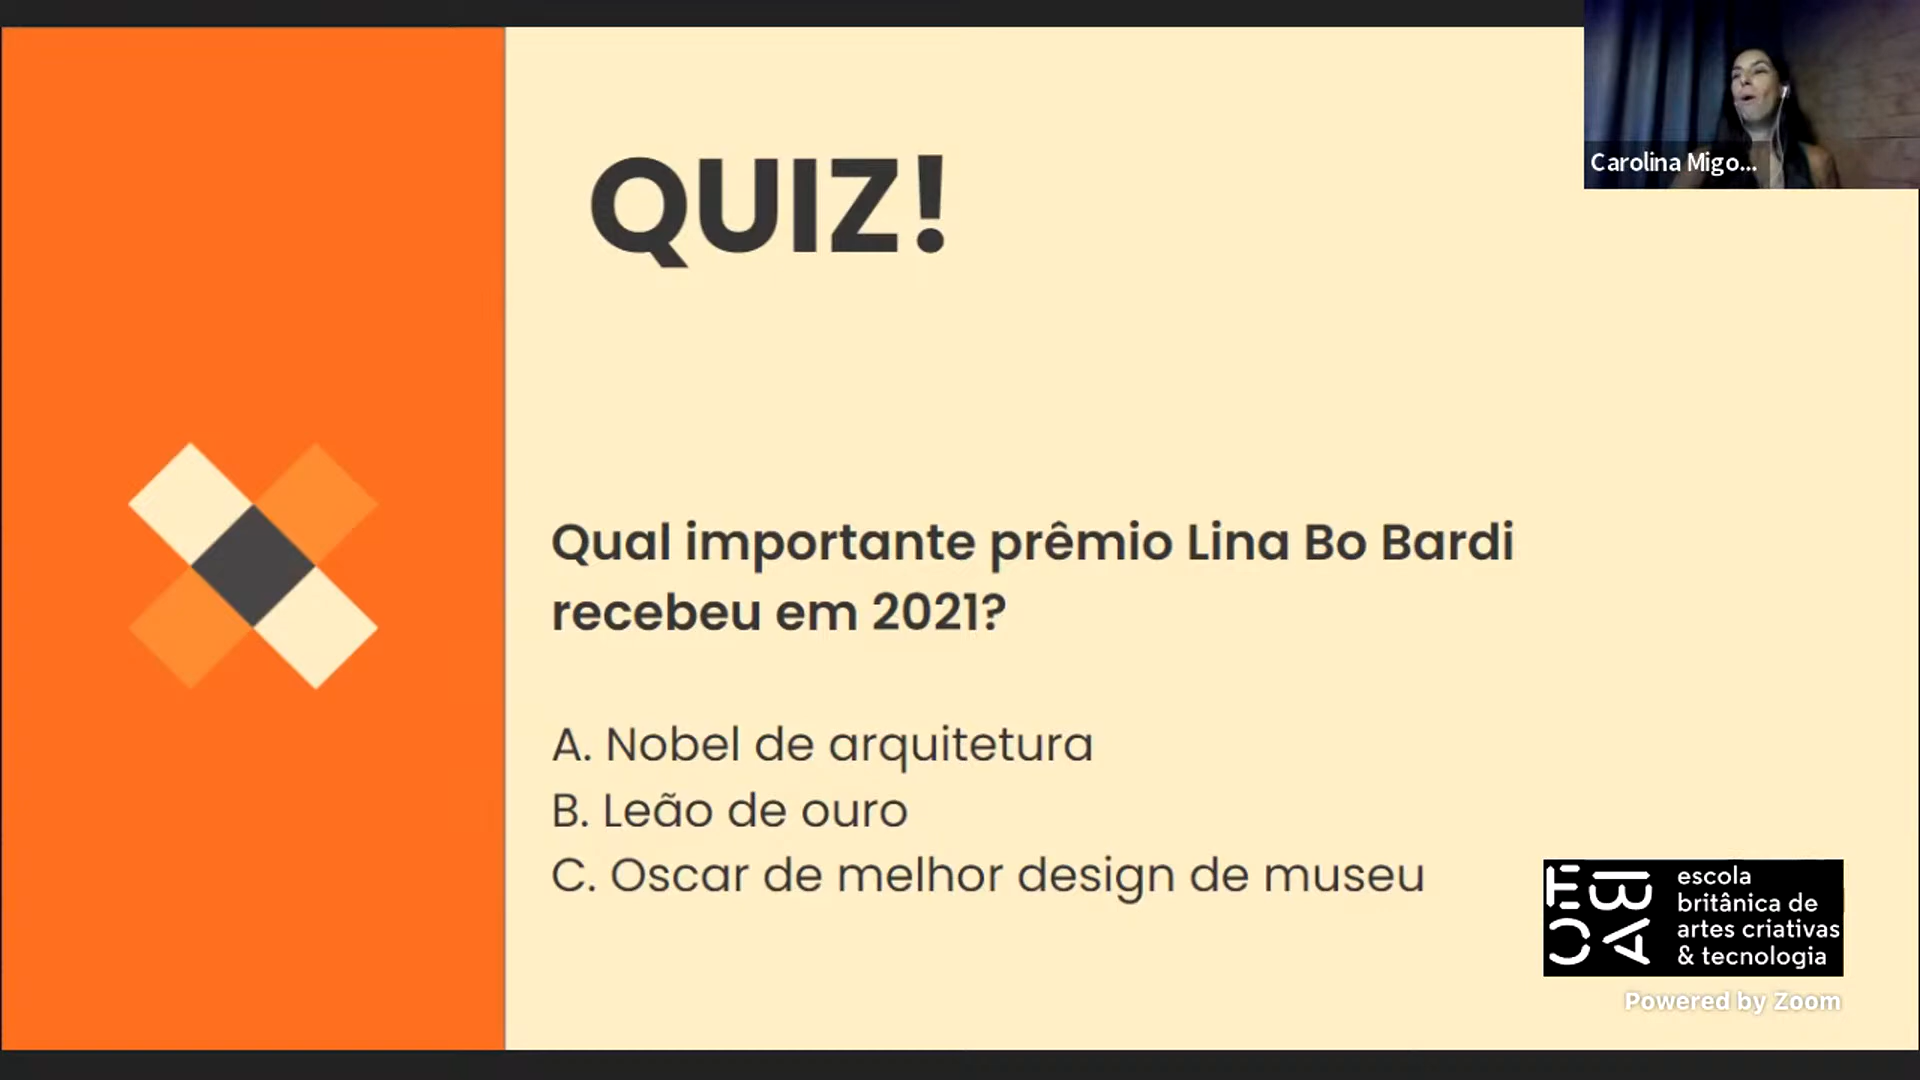 QUIZ!
Carolina Migo...
Qual importante prêmio Lina Bo Bardi
recebeu em 2021?
A. Nobel de arquitetura
B. Leão de ouro
C. Oscar de melhor design de museu
EBAC
escola
britânica de
artes criativas
& tecnologia
Powered by Zoom